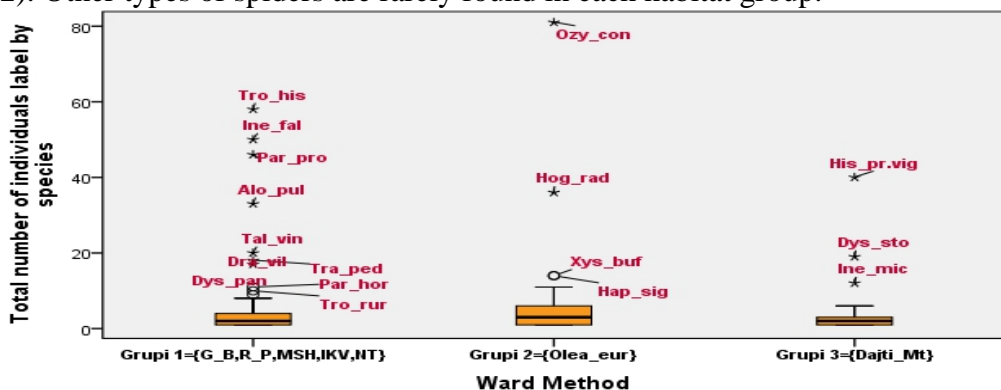 2). Other types of spiders are rarely found in each habitat group.
Total number of individuals label by
species
80
60
40
20
0
Tro_his
Ine_fal
Par_pro
Alo_pul
Tal_vin
Tra_ped
Dys_pan
Par_hor
Tro_rur
Ozy_con
Hog_rad
Xys_buf
Hap_sig
His_pr.vig
Dys_sto
Ine_mic
Grupi 1={G_B,R_P,MSH,IKV,NT}
Grupi 2={Olea_eur}
Grupi 3={Dajti_Mt}
Ward Method